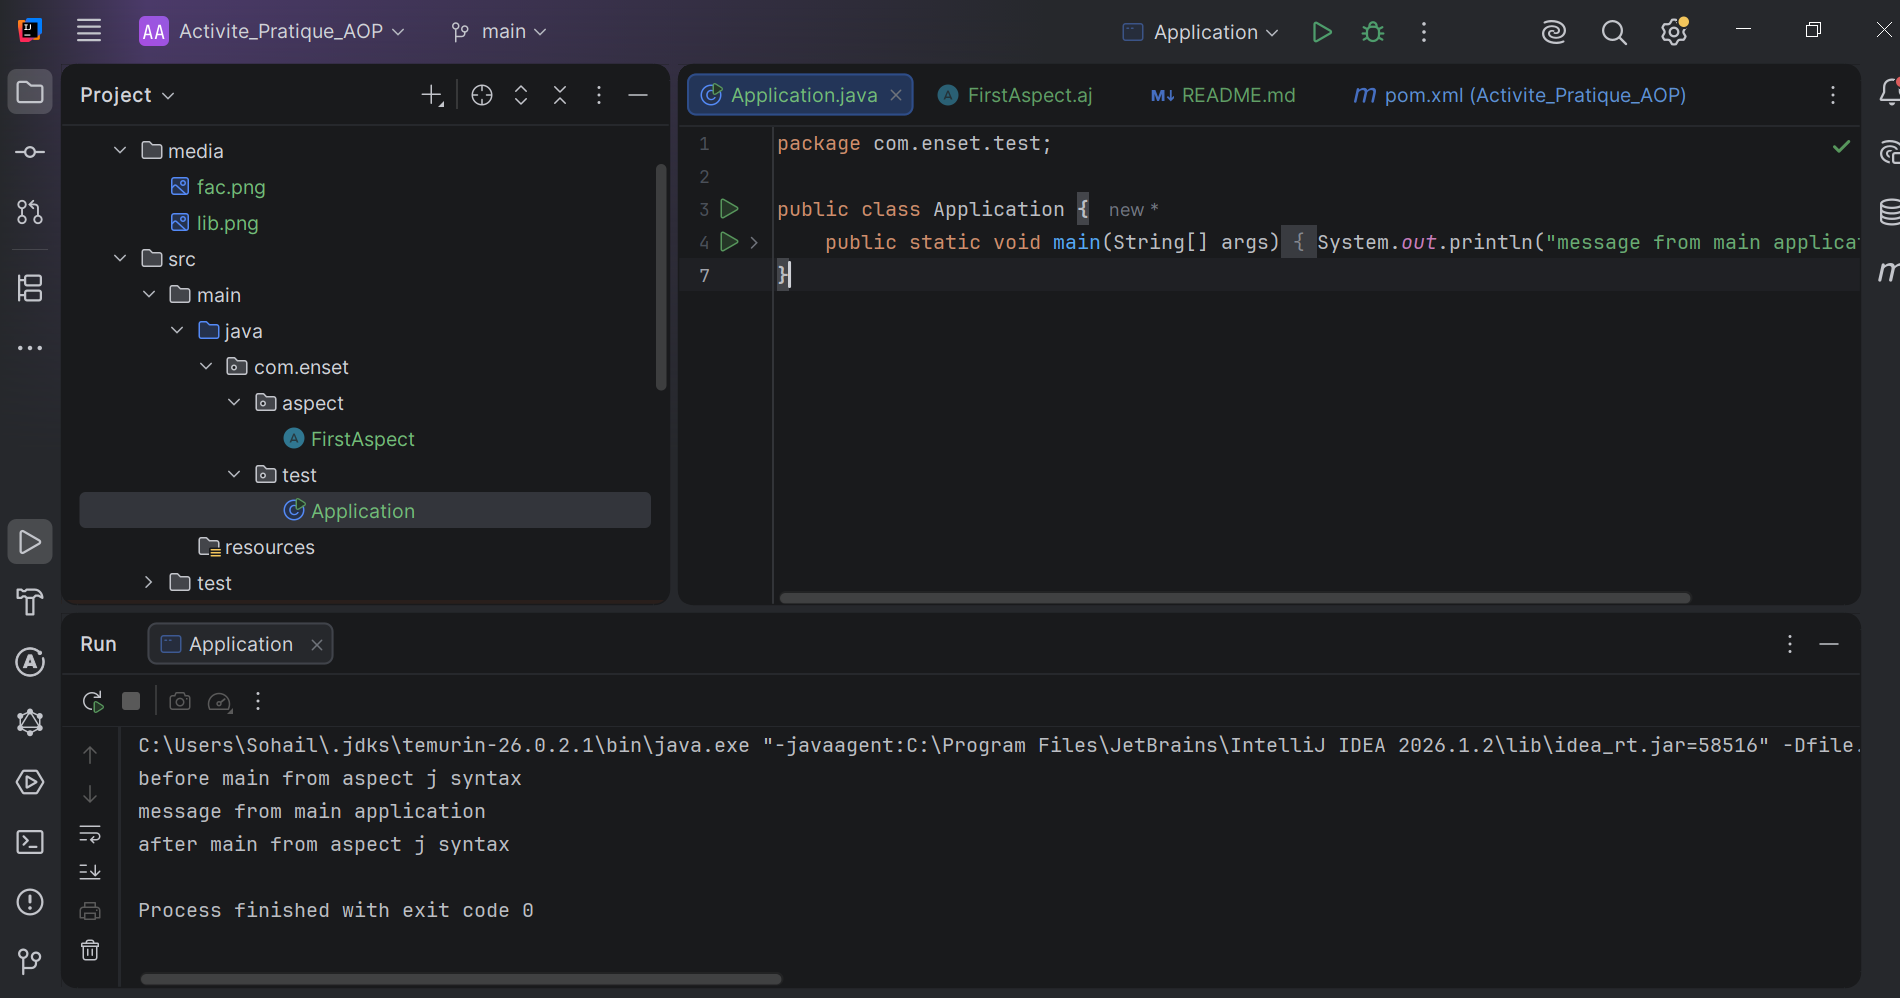 AA Activite_Pratique_AOP main Application
Project
Application.java FirstAspect.aj README.md pom.xml (Activite_Pratique_AOP)
media
fac.png
lib.png
src
main
java
com.enset
aspect
FirstAspect
test
Application
resources
test
1 package com.enset.test;
2
3 public class Application { new *
4 public static void main(String[] args) { System.out.println("message from main applica
7 }
Run Application
C:\Users\Sohail\.jdks\temurin-26.0.2.1\bin\java.exe "-javaagent:C:\Program Files\JetBrains\IntelliJ IDEA 2026.1.2\lib\idea_rt.jar=58516" -Dfile.
before main from aspect j syntax
message from main application
after main from aspect j syntax
Process finished with exit code 0